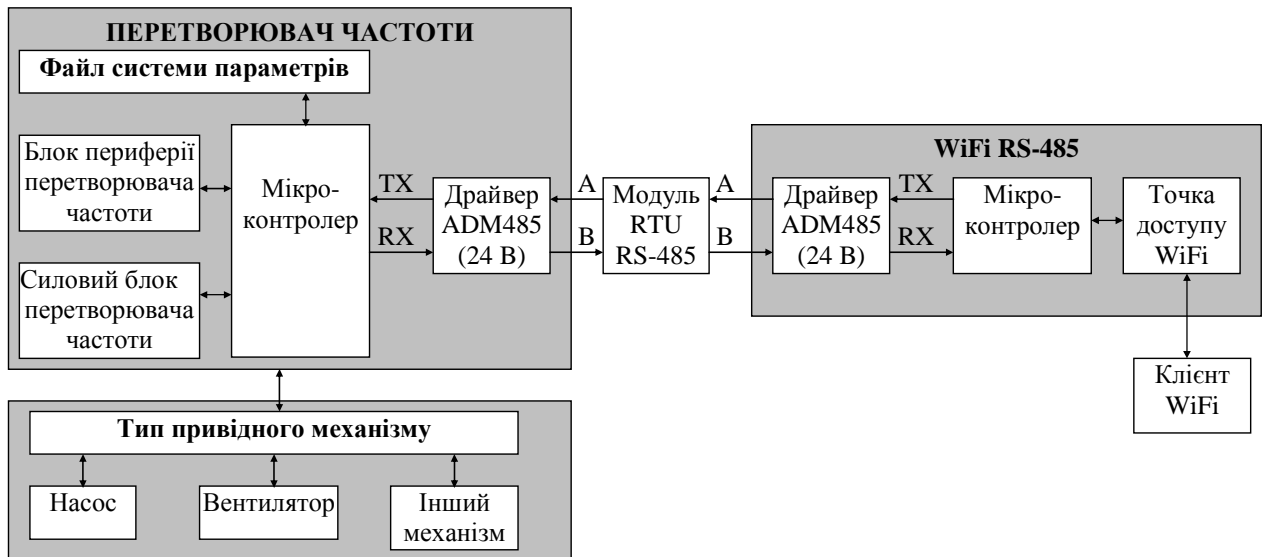 ПЕРЕТВОРЮВАЧ ЧАСТОТИ
Файл системи параметрів
Блок периферії
перетворювача
частоти
Силовий блок
перетворювача
частоти
Мікро-
контролер
TX
RX
Драйвер
ADM485
(24 В)
A
B
Модуль
RTU
RS-485
A
B
WiFi RS-485
Драйвер
ADM485
(24 В)
TX
RX
Мікро-
контролер
Точка
доступу
WiFi
Клієнт
WiFi
Тип привідного механізму
Насос
Вентилятор
Інший
механізм